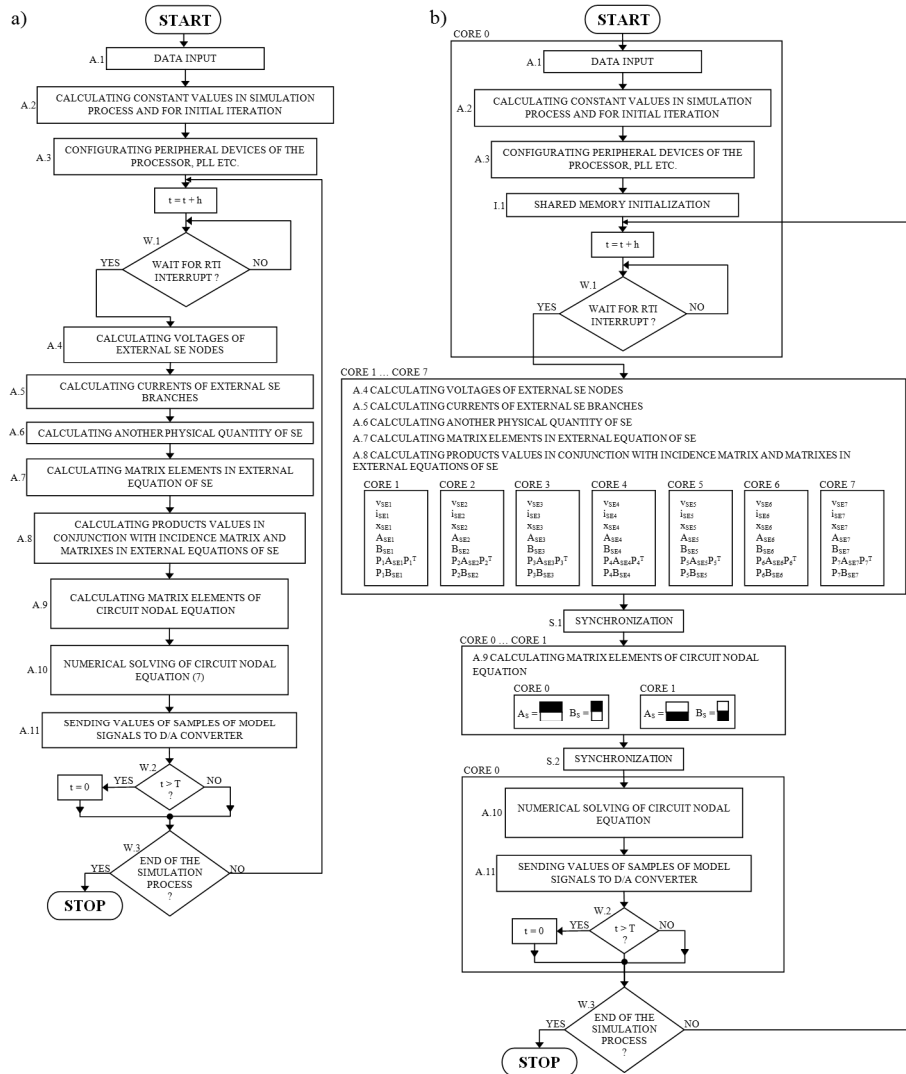 a)
START
A.1
DATA INPUT
A.2
CALCULATING CONSTANT VALUES IN SIMULATION
PROCESS AND FOR INITIAL ITERATION
A.3
CONFIGURATING PERIPHERAL DEVICES OF THE
PROCESSOR, PLL ETC.
t = t + h
W.1
YES
WAIT FOR RTI
INTERRUPT ?
NO
A.4
CALCULATING VOLTAGES OF
EXTERNAL SE NODES
A.5
CALCULATING CURRENTS OF EXTERNAL SE
BRANCHES
A.6
CALCULATING ANOTHER PHYSICAL QUANTITY OF SE
A.7
CALCULATING MATRIX ELEMENTS IN EXTERNAL
EQUATION OF SE
A.8
CALCULATING PRODUCTS VALUES IN
CONJUNCTION WITH INCIDENCE MATRIX AND
MATRIXES IN EXTERNAL EQUATIONS OF SE
A.9
CALCULATING MATRIX ELEMENTS OF
CIRCUIT NODAL EQUATION
A.10
NUMERICAL SOLVING OF CIRCUIT NODAL
EQUATION (7)
A.11
SENDING VALUES OF SAMPLES OF MODEL
SIGNALS TO D/A CONVERTER
W.2
t = 0
YES
t > T
?
NO
W.3
YES
END OF THE
SIMULATION
PROCESS
?
NO
STOP
b)
START
CORE 0
A.1
DATA INPUT
A.2
CALCULATING CONSTANT VALUES IN SIMULATION
PROCESS AND FOR INITIAL ITERATION
A.3
CONFIGURATING PERIPHERAL DEVICES OF THE
PROCESSOR, PLL ETC.
I.1
SHARED MEMORY INITIALIZATION
t = t + h
W.1
YES
WAIT FOR RTI
INTERRUPT ?
NO
CORE 1 … CORE 7
A.4 CALCULATING VOLTAGES OF EXTERNAL SE NODES
A.5 CALCULATING CURRENTS OF EXTERNAL SE BRANCHES
A.6 CALCULATING ANOTHER PHYSICAL QUANTITY OF SE
A.7 CALCULATING MATRIX ELEMENTS IN EXTERNAL EQUATION OF SE
A.8 CALCULATING PRODUCTS VALUES IN CONJUNCTION WITH INCIDENCE MATRIX AND MATRIXES IN
EXTERNAL EQUATIONS OF SE
CORE 1 CORE 2 CORE 3 CORE 4 CORE 5 CORE 6 CORE 7
vSE1 vSE2 vSE3 vSE4 vSE5 vSE6 vSE7
iSE1 iSE2 iSE3 iSE4 iSE5 iSE6 iSE7
xSE1 xSE2 xSE3 xSE4 xSE5 xSE6 xSE7
ASE1 ASE2 ASE3 ASE4 ASE5 ASE6 ASE7
BSE1 BSE2 BSE3 BSE4 BSE5 BSE6 BSE7
P1ASE1P1T P2ASE2P2T P3ASE3P3T P4ASE4P4T P5ASE5P5T P6ASE6P6T P7ASE7P7T
P1BSE1 P2BSE2 P3BSE3 P4BSE4 P5BSE5 P6BSE6 P7BSE7
S.1
SYNCHRONIZATION
CORE 0 … CORE 1
A.9 CALCULATING MATRIX ELEMENTS OF CIRCUIT NODAL
EQUATION
CORE 0 CORE 1
AS = BS = AS = BS =
S.2
SYNCHRONIZATION
CORE 0
A.10
NUMERICAL SOLVING OF CIRCUIT NODAL
EQUATION
A.11
SENDING VALUES OF SAMPLES OF MODEL
SIGNALS TO D/A CONVERTER
W.2
t = 0
YES
t > T
?
NO
W.3
YES
END OF THE
SIMULATION
PROCESS
?
NO
STOP